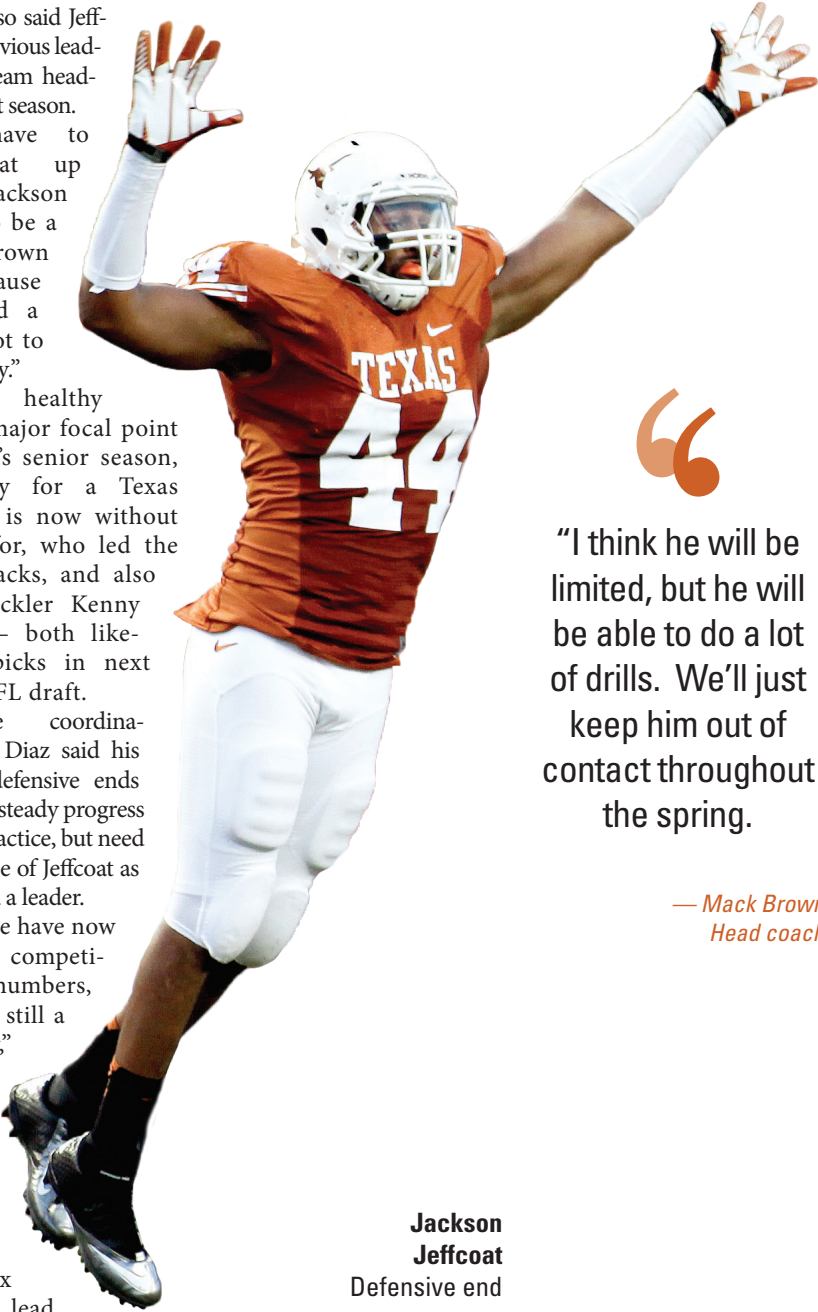 so said Jeff-
vious lead-
eam head-
t season.
have to
at up
ackson
be a
rown
ause
d a
ot to
y.”
healthy
major focal point
’s senior season,
y for a Texas
is now without
for, who led the
acks, and also
ckler Kenny
– both like-
picks in next
FL draft.
e coordina-
Diaz said his
defensive ends
steady progress
actice, but need
e of Jeffcoat as
a leader.
e have now
competi-
numbers,
still a
”
x
lead
TEXAS
44
“I think he will be
limited, but he will
be able to do a lot
of drills.  We’ll just
keep him out of
contact throughout
the spring.
— Mack Brown
Head coach
Jackson
Jeffcoat
Defensive end